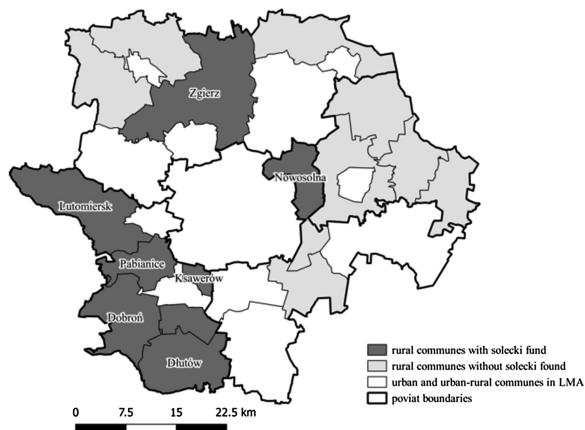 Zgierz
Nowosolna
Lutomiersk
Pabianice
Ksawerów
Dobroń
Dłutów
rural communes with solecki fund
rural communes without solecki found
urban and urban-rural communes in LMA
poviat boundaries
0 7.5 15 22.5 km